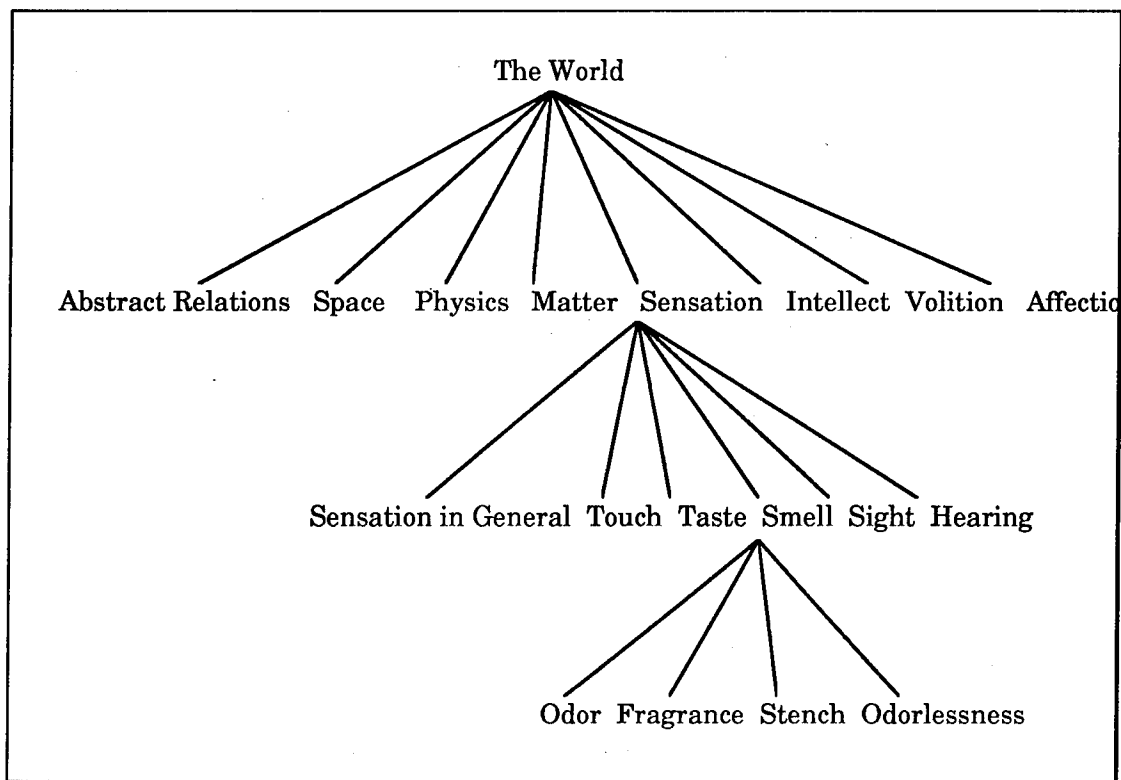 The World
Abstract Relations Space Physics Matter Sensation Intellect Volition Affectio
Sensation in General Touch Taste Smell Sight Hearing
Odor Fragrance Stench Odorlessness